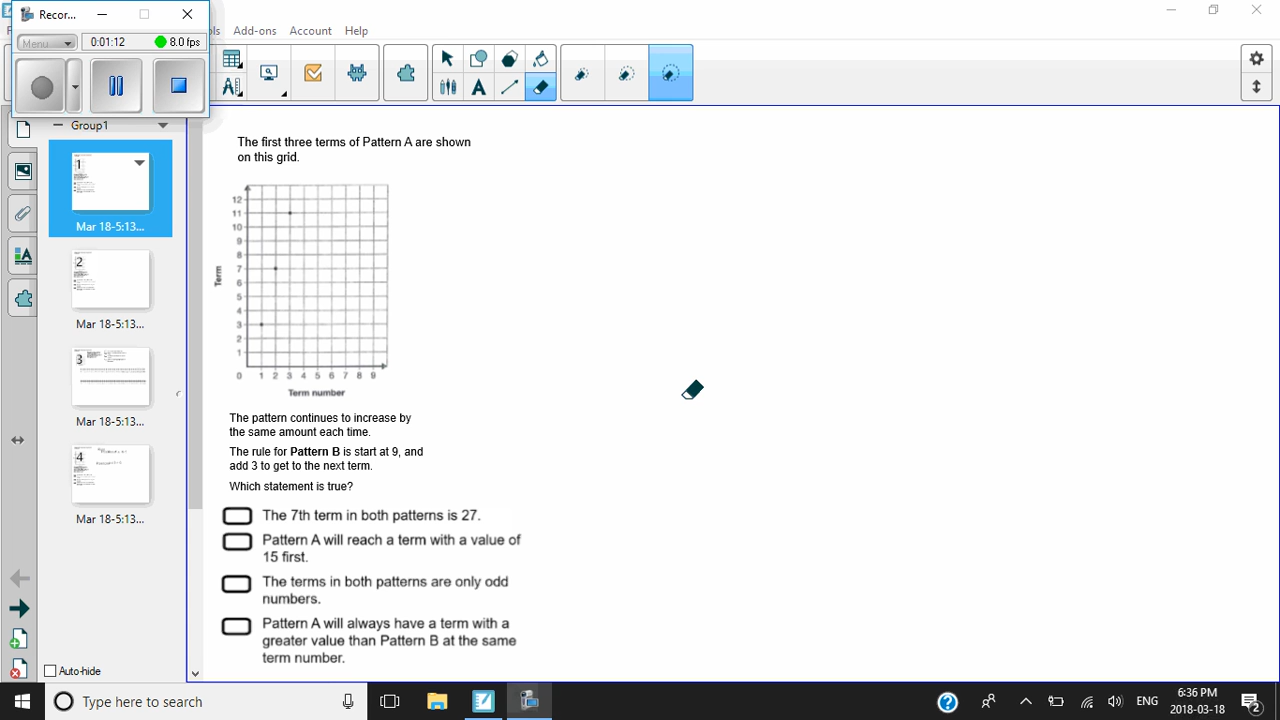 Recor...
Menu
0:01:12
8.0 fps
Add-ons
Account
Help
Group1
1
Mar 18-5:13...
2
Mar 18-5:13...
3
Mar 18-5:13...
4
Mar 18-5:13...
Auto-hide
The first three terms of Pattern A are shown
on this grid.
12
11
10
9
8
7
6
5
4
3
2
1
0 1 2 3 4 5 6 7 8 9
Term
Term number
The pattern continues to increase by
the same amount each time.
The rule for Pattern B is start at 9, and
add 3 to get to the next term.
Which statement is true?
The 7th term in both patterns is 27.
Pattern A will reach a term with a value of
15 first.
The terms in both patterns are only odd
numbers.
Pattern A will always have a term with a
greater value than Pattern B at the same
term number.
Type here to search
ENG
6:36 PM
2018-03-18
2